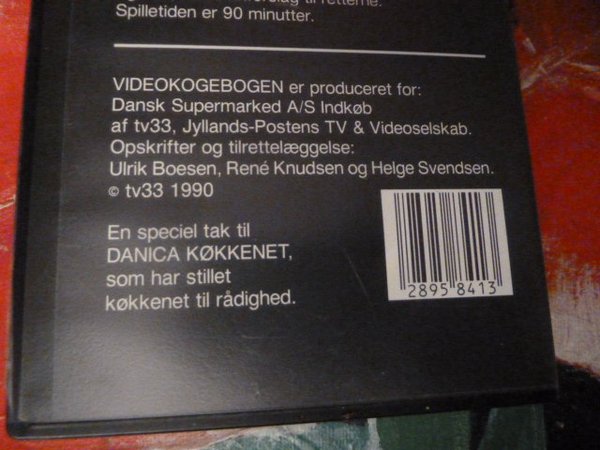 til retterne.
Spilletiden er 90 minutter.
VIDEOKOGEBOGEN er produceret for:
Dansk Supermarked A/S Indkøb
af tv33, Jyllands-Postens TV & Videoselskab.
Opskrifter og tilrettelæggelse:
Ulrik Boesen, René Knudsen og Helge Svendsen.
© tv33 1990
En speciel tak til
DANICA KØKKENET,
som har stillet
køkkenet til rådighed.
2895 8413